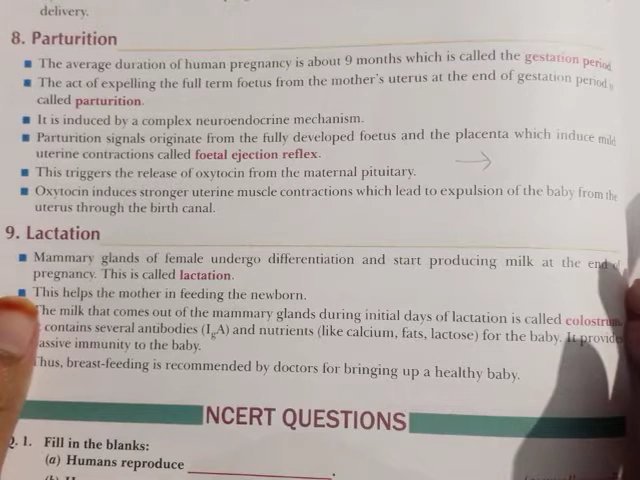 delivery.
8. Parturition
■ The average duration of human pregnancy is about 9 months which is called the gestation period
■ The act of expelling the full term foetus from the mother's uterus at the end of gestation period
called parturition.
■ It is induced by a complex neuroendocrine mechanism.
■ Parturition signals originate from the fully developed foetus and the placenta which induce mild
uterine contractions called foetal ejection reflex.
■ This triggers the release of oxytocin from the maternal pituitary.
■ Oxytocin induces stronger uterine muscle contractions which lead to expulsion of the baby from the
uterus through the birth canal.
9. Lactation
■ Mammary glands of female undergo differentiation and start producing milk at the end of
pregnancy. This is called lactation.
■ This helps the mother in feeding the newborn.
The milk that comes out of the mammary glands during initial days of lactation is called colostrum
contains several antibodies (IgA) and nutrients (like calcium, fats, lactose) for the baby. It provides
assive immunity to the baby.
Thus, breast-feeding is recommended by doctors for bringing up a healthy baby.
NCERT QUESTIONS
Q. 1. Fill in the blanks:
(a) Humans reproduce ____________.